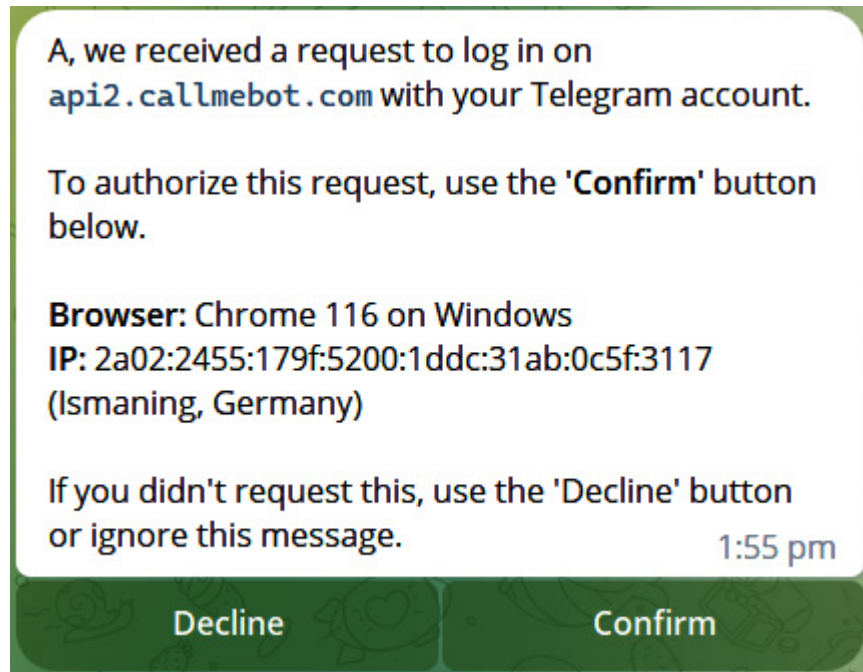 A, we received a request to log in on
api2.callmebot.com with your Telegram account.
To authorize this request, use the 'Confirm' button
below.
Browser: Chrome 116 on Windows
IP: 2a02:2455:179f:5200:1ddc:31ab:0c5f:3117
(Ismaning, Germany)
If you didn't request this, use the 'Decline' button
or ignore this message.
1:55 pm
Decline
Confirm